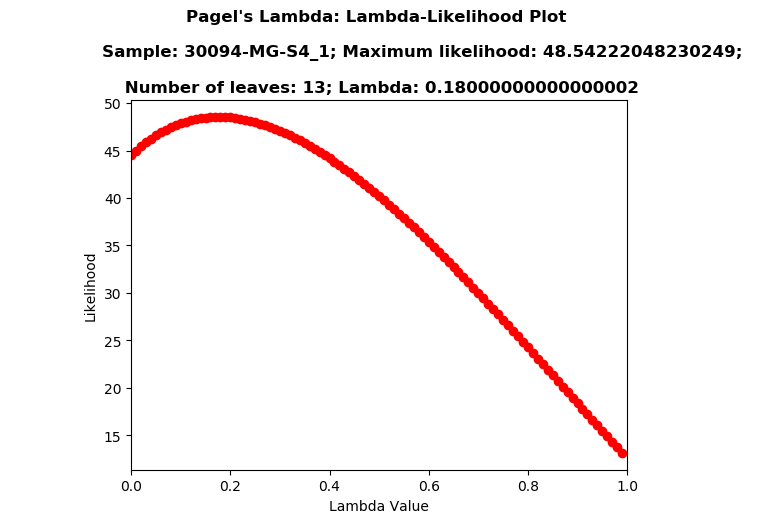 Pagel's Lambda: Lambda-Likelihood Plot
Sample: 30094-MG-S4_1; Maximum likelihood: 48.54222048230249;
Number of leaves: 13; Lambda: 0.18000000000000002
50
45
40
35
30
25
20
15
Likelihood
0.0 0.2 0.4 0.6 0.8 1.0
Lambda Value